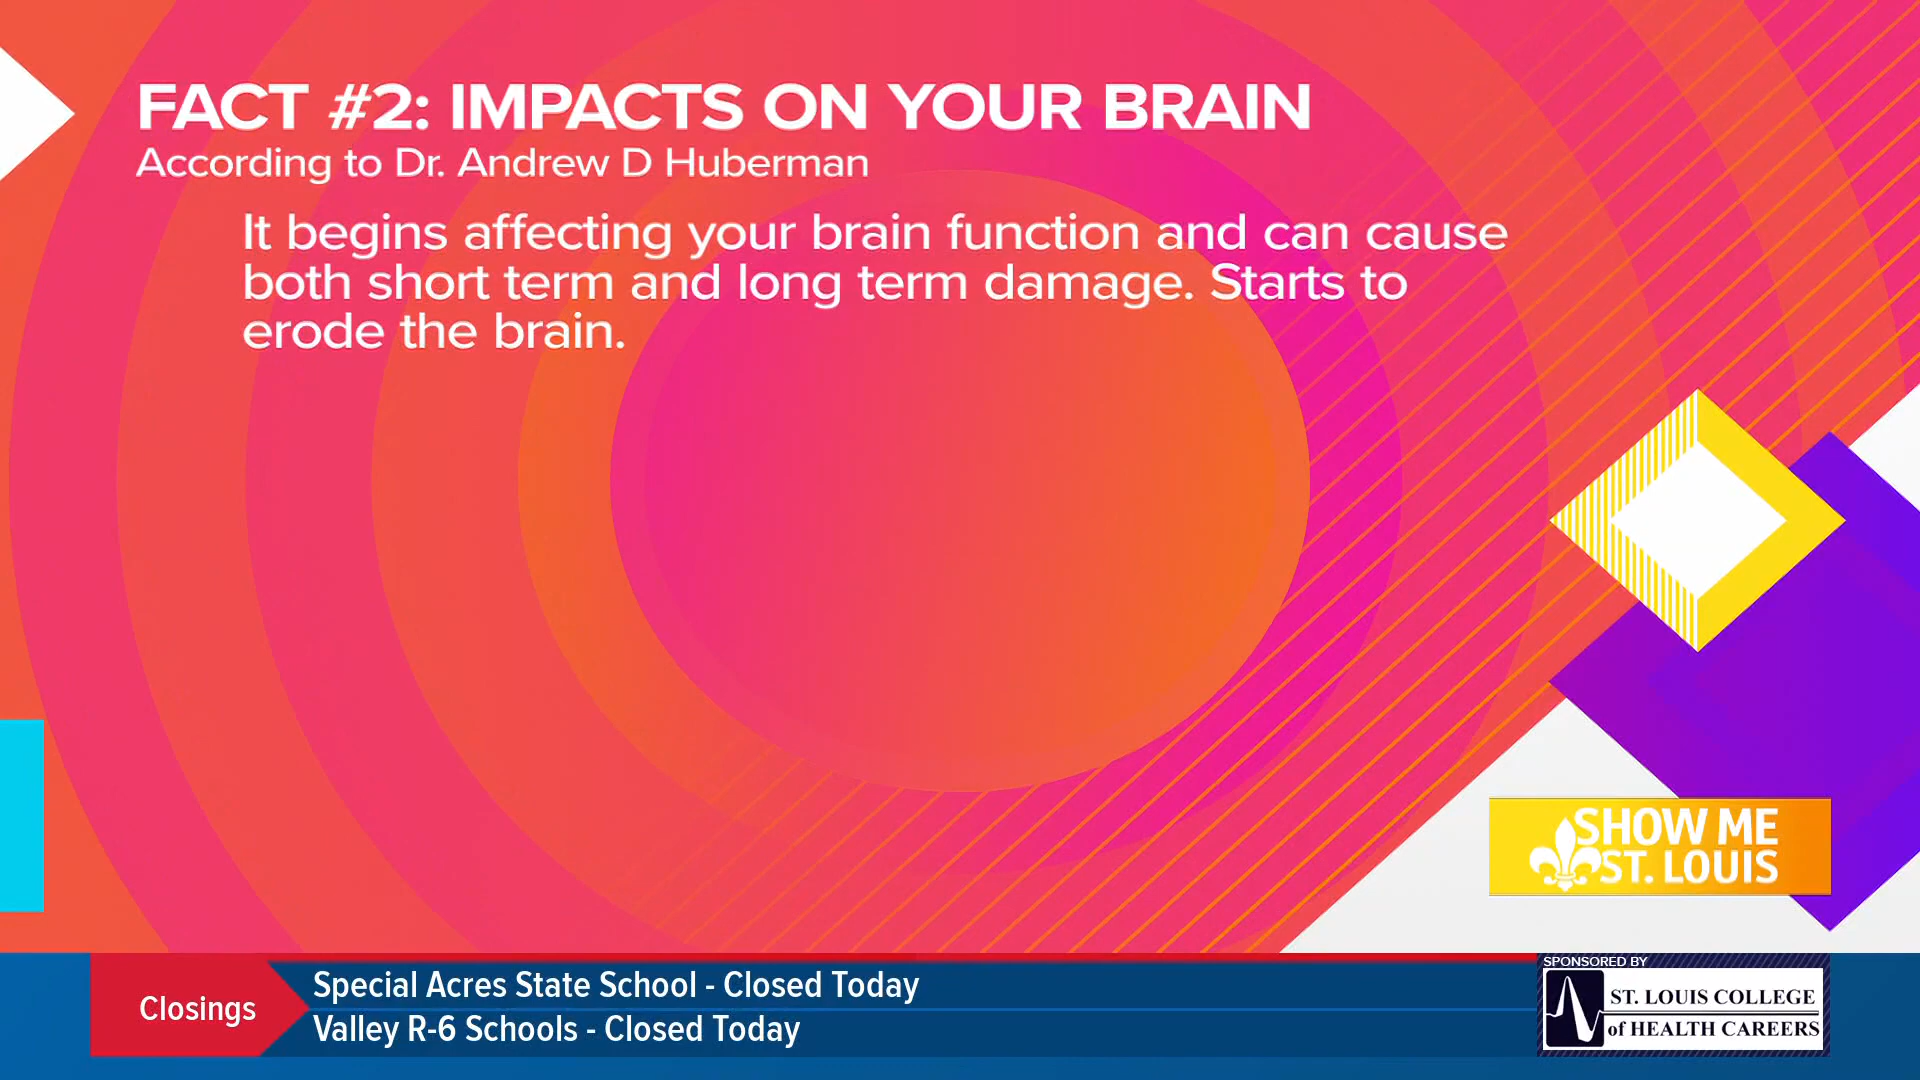 FACT #2: IMPACTS ON YOUR BRAIN
According to Dr. Andrew D Huberman
It begins affecting your brain function and can cause
both short term and long term damage. Starts to
erode the brain.
SHOW ME
ST. LOUIS
Closings
Special Acres State School - Closed Today
Valley R-6 Schools - Closed Today
SPONSORED BY
ST. LOUIS COLLEGE
of HEALTH CAREERS